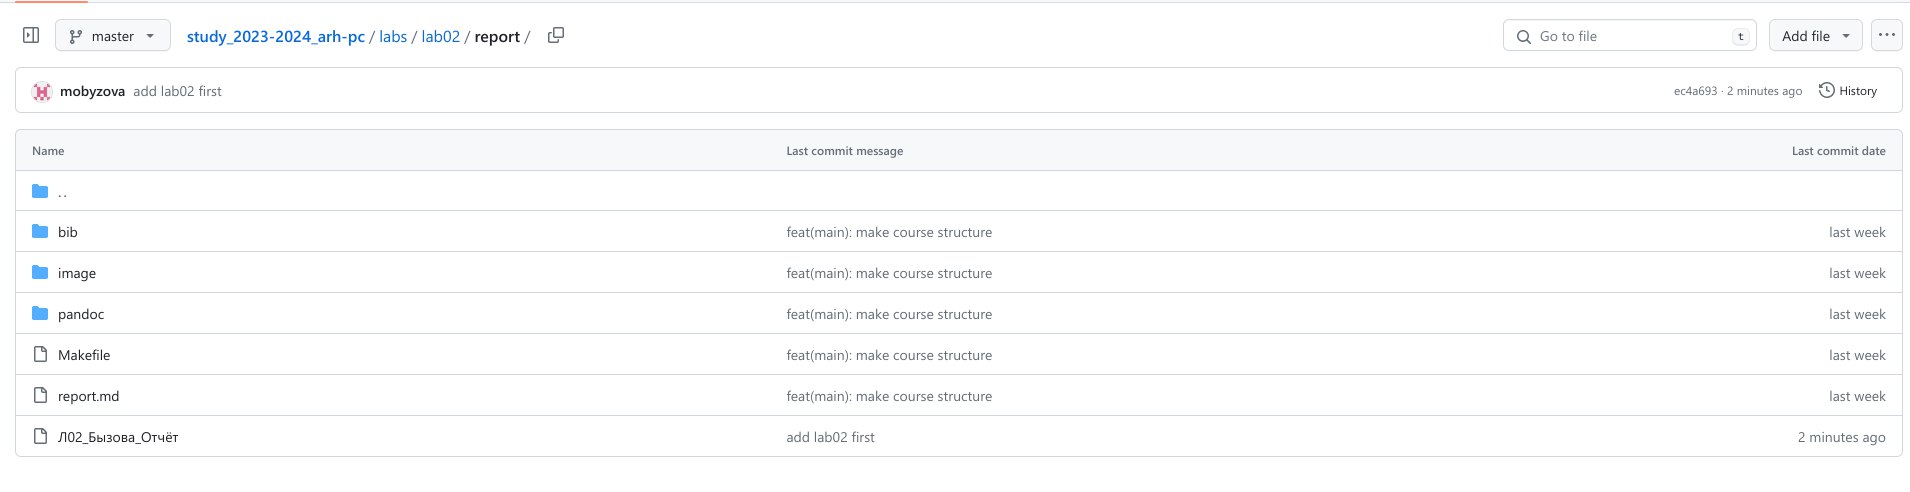 master study_2023-2024_arh-pc / labs / lab02 / report / Go to file t Add file ...
mobyzova add lab02 first ec4a693 · 2 minutes ago History
Name Last commit message Last commit date
..
bib feat(main): make course structure last week
image feat(main): make course structure last week
pandoc feat(main): make course structure last week
Makefile feat(main): make course structure last week
report.md feat(main): make course structure last week
Л02_Бызова_Отчёт add lab02 first 2 minutes ago